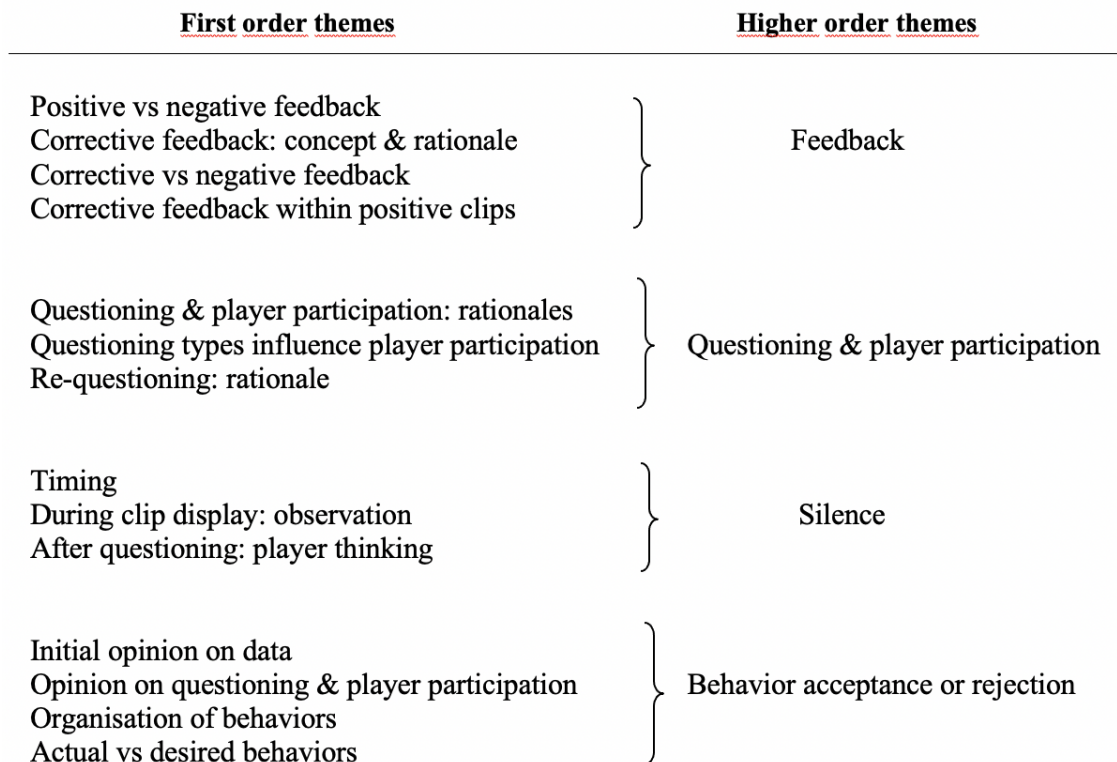 First order themes Higher order themes
Positive vs negative feedback
Corrective feedback: concept & rationale
Corrective vs negative feedback
Corrective feedback within positive clips
Feedback
Questioning & player participation: rationales
Questioning types influence player participation
Re-questioning: rationale
Questioning & player participation
Timing
During clip display: observation
After questioning: player thinking
Silence
Initial opinion on data
Opinion on questioning & player participation
Organisation of behaviors
Actual vs desired behaviors
Behavior acceptance or rejection